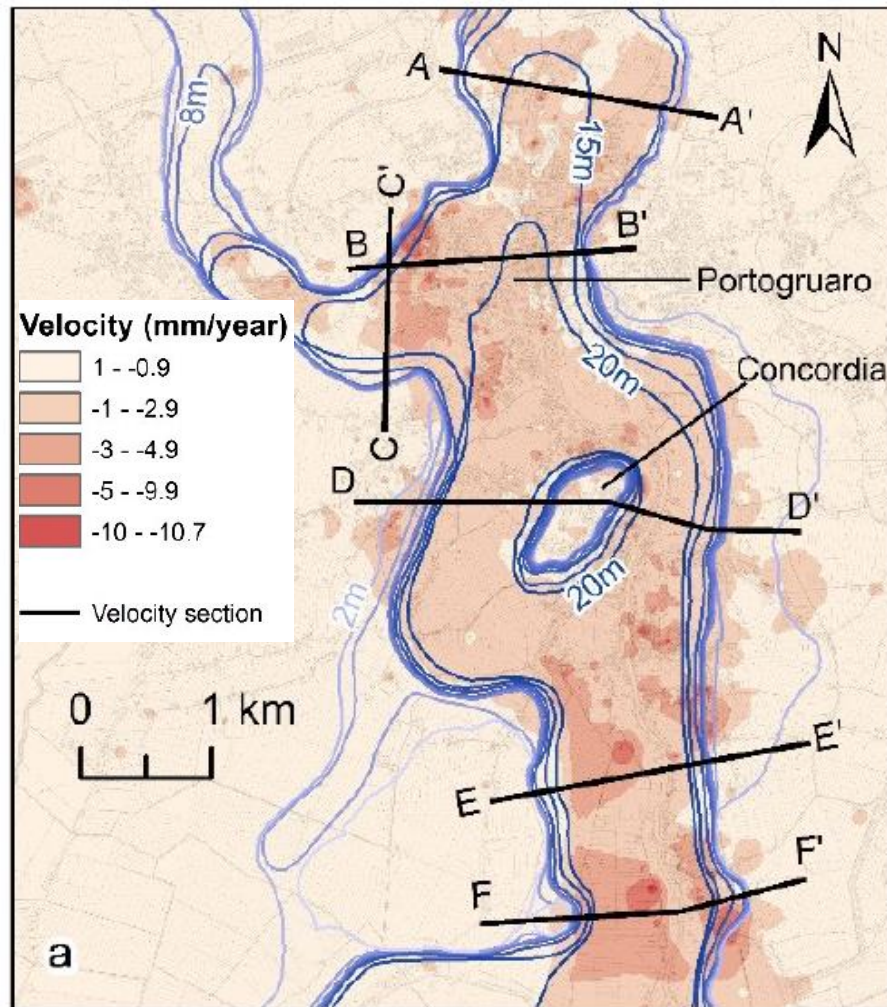 N
A
A'
8m
15m
C'
B
B'
Portogruaro
Velocity (mm/year)
1 - -0.9
-1 - -2.9
-3 - -4.9
-5 - -9.9
-10 - -10.7
Velocity section
20m
Concordia
C
D
D'
20m
2m
0 1 km
E
E'
F
F'
a